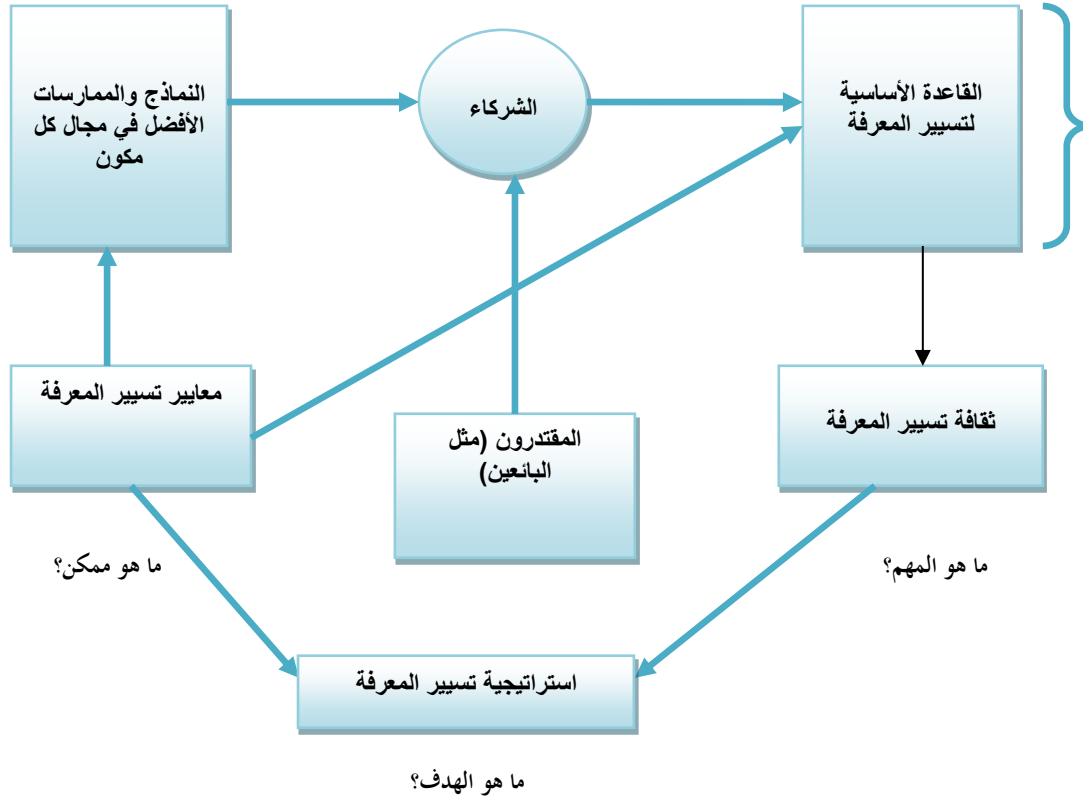 القاعدة الأساسية
لتسيير المعرفة
الشركاء
النماذج والممارسات
الأفضل في مجال كل
مكون
ثقافة تسيير المعرفة
المقتدرون (مثل
البائعين)
معايير تسيير المعرفة
ما هو المهم؟
ما هو ممكن؟
استراتيجية تسيير المعرفة
ما هو الهدف؟